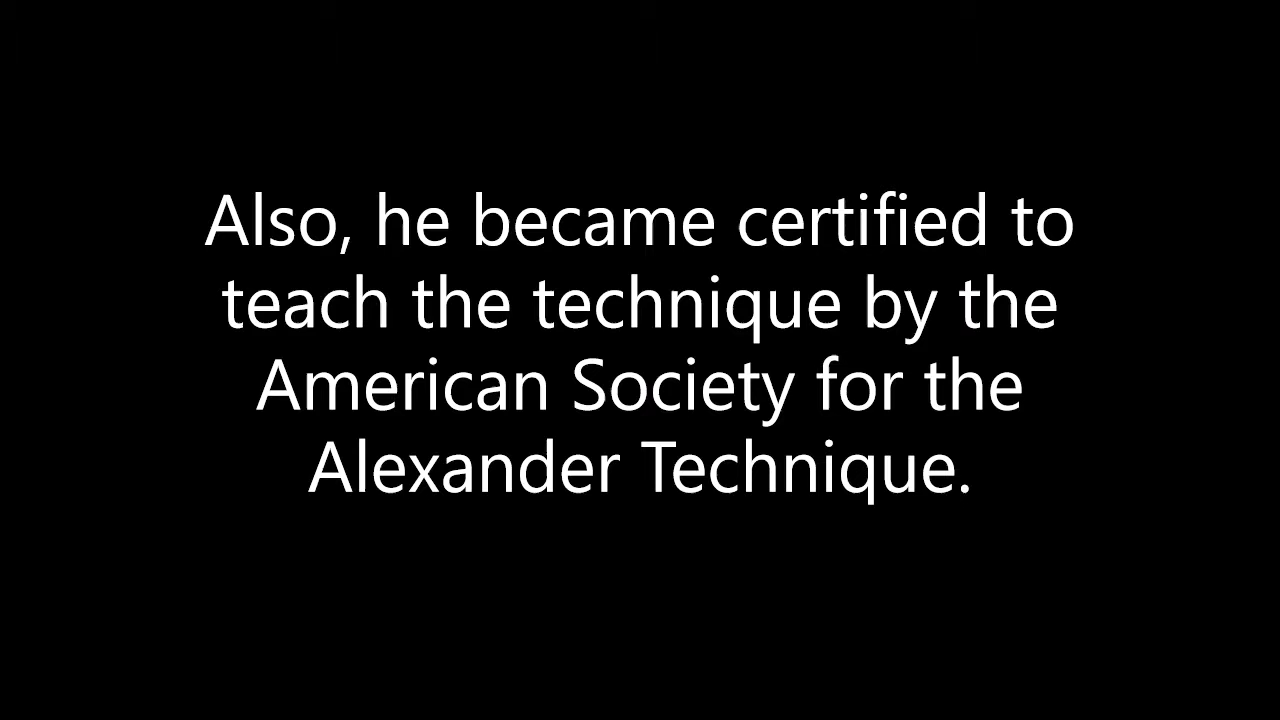 Also, he became certified to
teach the technique by the
American Society for the
Alexander Technique.